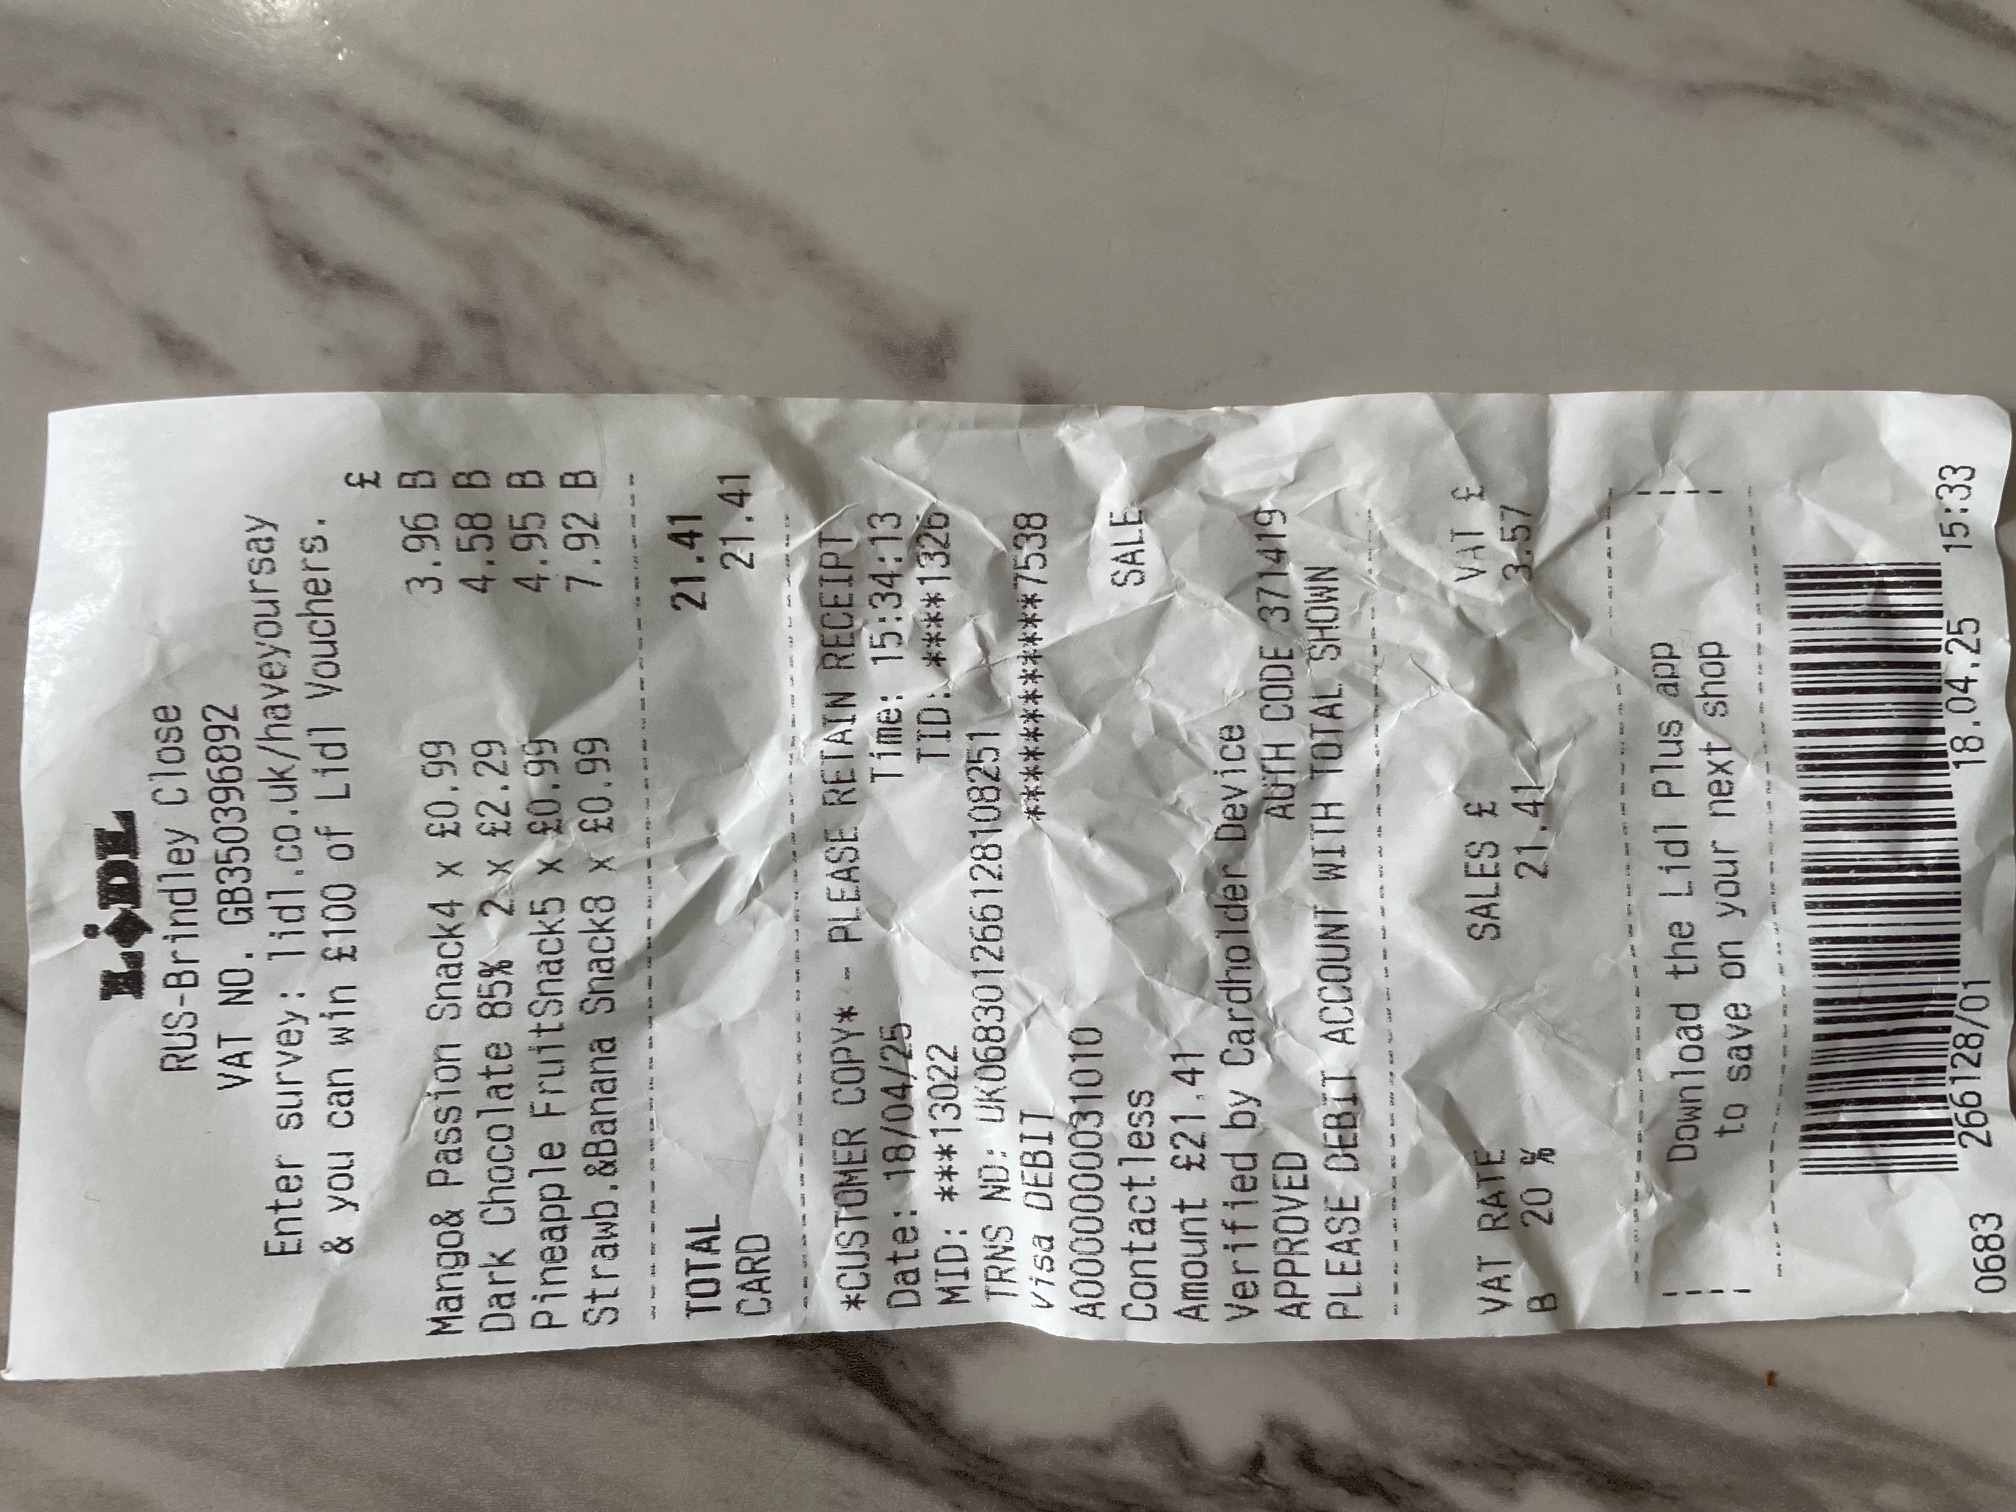 LIDL
RUS-Brindley Close
VAT NO. GB350396892
Enter survey: lidl.co.uk/haveyoursay
& you can win £100 of Lidl Vouchers.
£
Mango& Passion Snack4 x £0.99 3.96 B
Dark Chocolate 85% 2 x £2.29 4.58 B
Pineapple FruitSnack5 x £0.99 4.95 B
Strawb.&Banana Snack8 x £0.99 7.92 B
TOTAL 21.41
CARD 21.41
*CUSTOMER COPY* - PLEASE RETAIN RECEIPT
Date: 18/04/25 Time: 15:34:13
MID: ***13022 TID: ****1326
TRNS NO: UK068301266128108251
Visa DEBIT ************7538
A0000000031010
Contactless SALE
Amount £21.41
Verified by Cardholder Device
APPROVED AUTH CODE 371419
PLEASE DEBIT ACCOUNT WITH TOTAL SHOWN
VAT RATE SALES £ VAT £
B 20 % 21.41 3.57
Download the Lidl Plus app
to save on your next shop
0683 266128/01 18.04.25 15:33